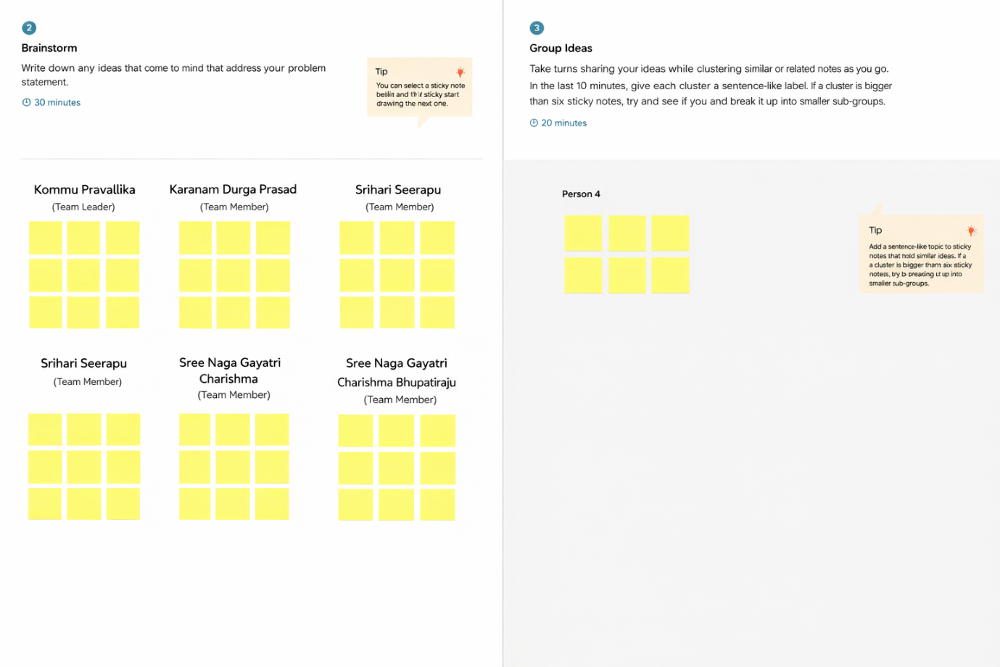 2
Brainstorm
Write down any ideas that come to mind that address your problem
statement.
30 minutes
Tip
You can select a sticky note
and sticky start
drawing the next one.
Kommu Pravallika
(Team Leader)
Karanam Durga Prasad
(Team Member)
Srihari Seerapu
(Team Member)
Srihari Seerapu
(Team Member)
Sree Naga Gayatri
Charishma
(Team Member)
Sree Naga Gayatri
Charishma Bhupatiraju
(Team Member)
3
Group Ideas
Take turns sharing your ideas while clustering similar or related notes as you go.
In the last 10 minutes, give each cluster a sentence-like label. If a cluster is bigger
than six sticky notes, try and see if you and break it up into smaller sub-groups.
20 minutes
Person 4
Tip
Add a sentence-like topic to sticky
notes that hold similar ideas. If a
a cluster is bigger tham six sticky
try up into
smaller sub-groups.